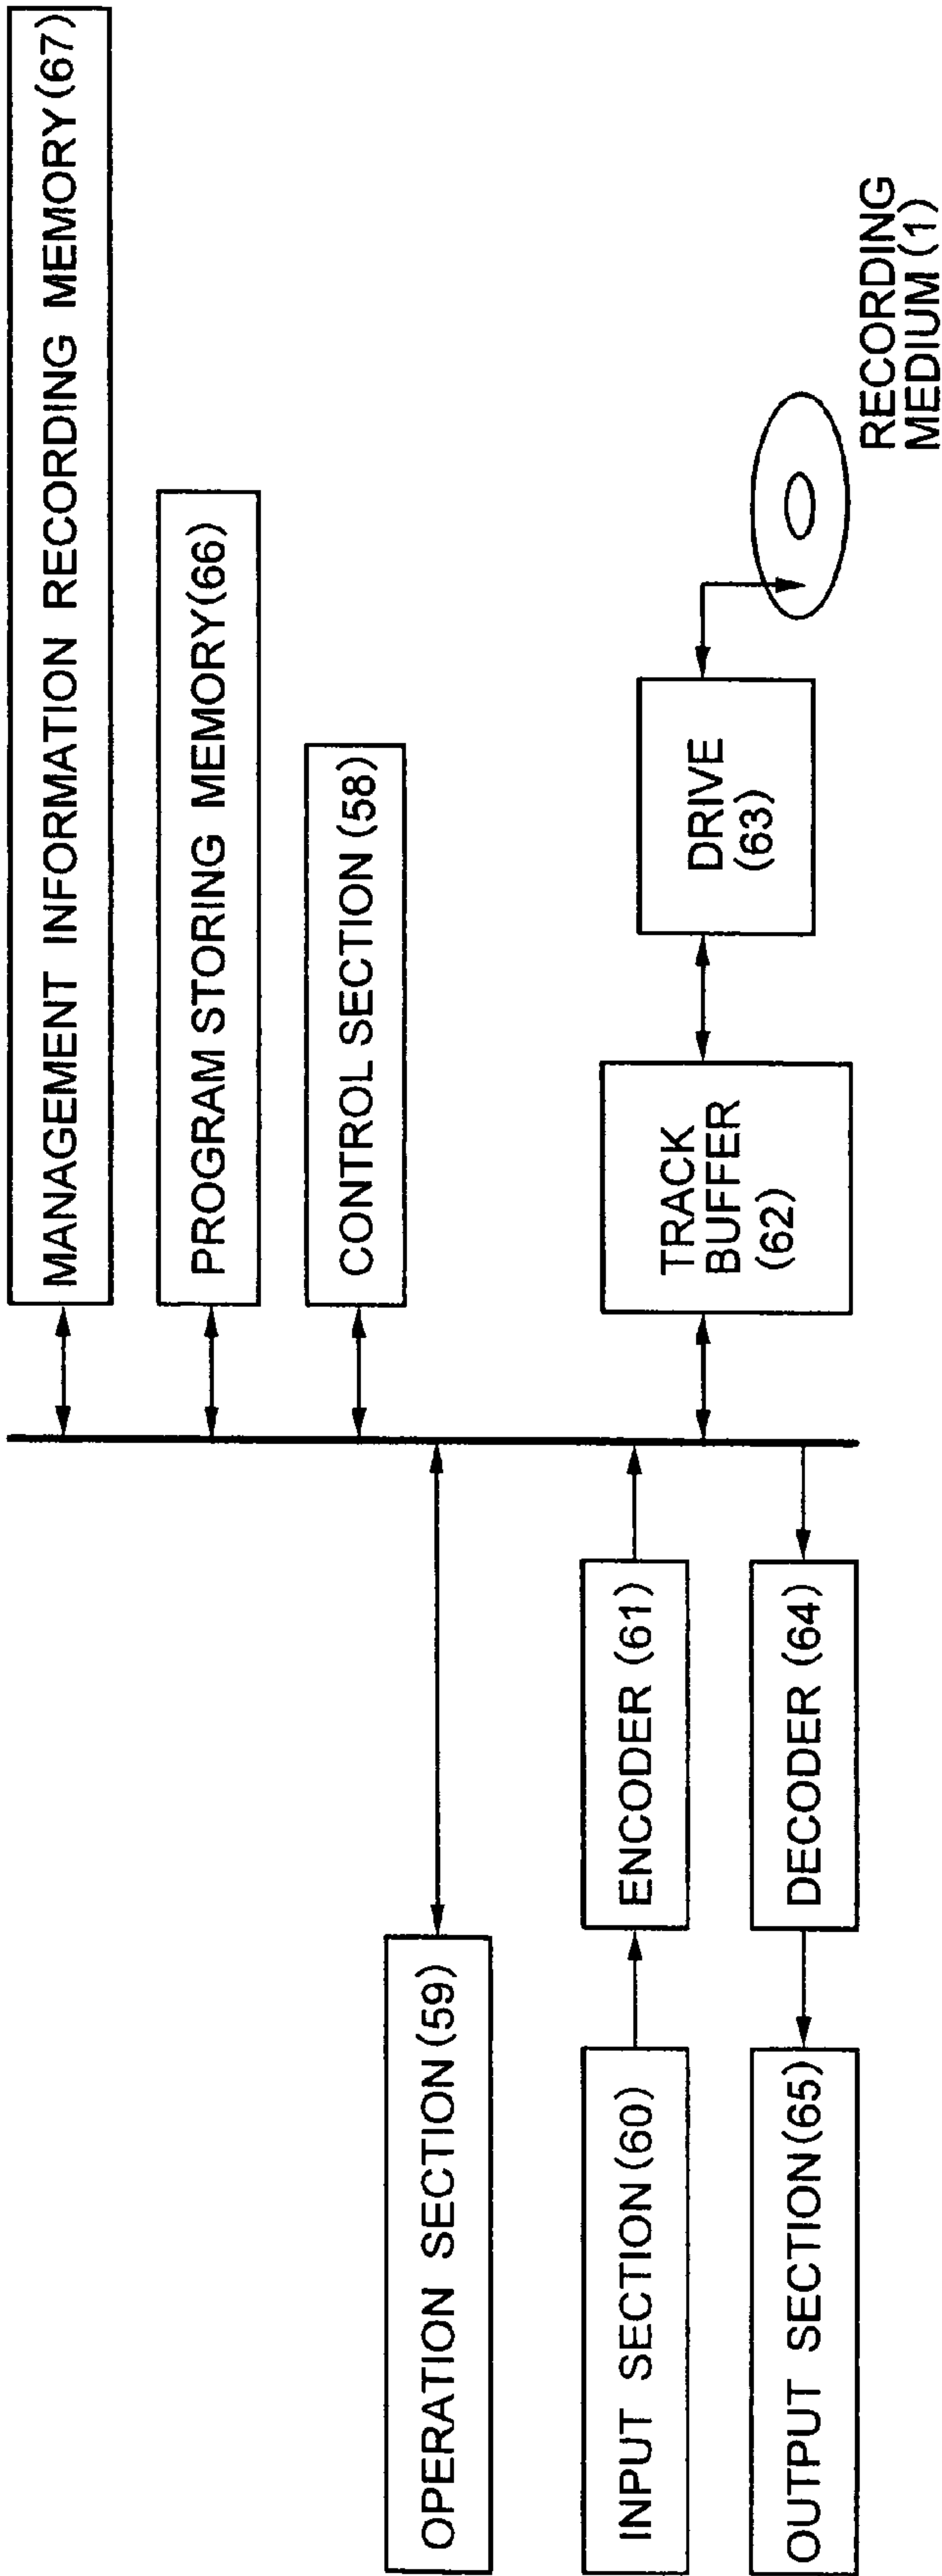 MANAGEMENT INFORMATION RECORDING MEMORY(67)
PROGRAM STORING MEMORY(66)
CONTROL SECTION (58)
OPERATION SECTION(59)
INPUT SECTION(60)
ENCODER (61)
TRACK
BUFFER
(62)
DRIVE
(63)
RECORDING
MEDIUM (1)
OUTPUT SECTION(65)
DECODER (64)